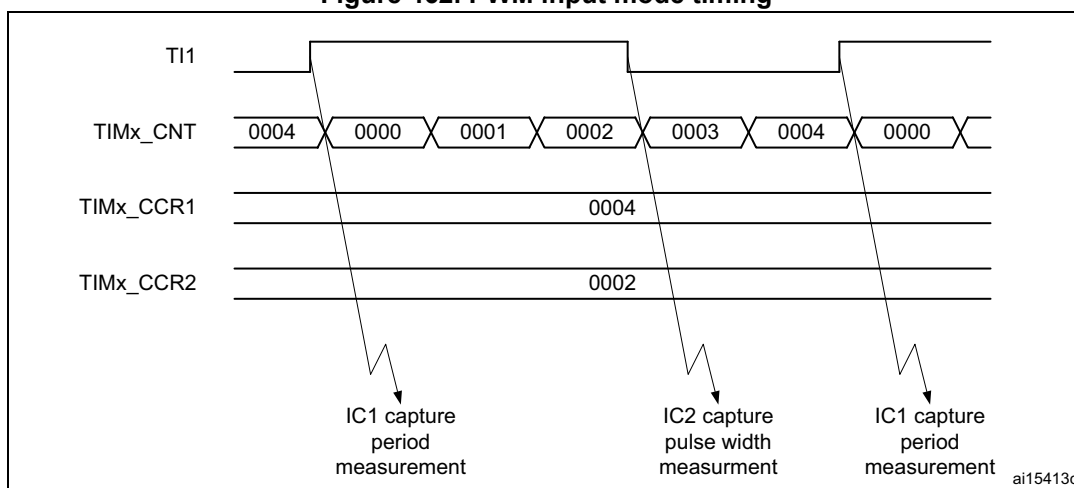 TI1
TIMx_CNT 0004 0000 0001 0002 0003 0004 0000
TIMx_CCR1 0004
TIMx_CCR2 0002
IC1 capture
period
measurement
IC2 capture
pulse width
measurment
IC1 capture
period
measurement